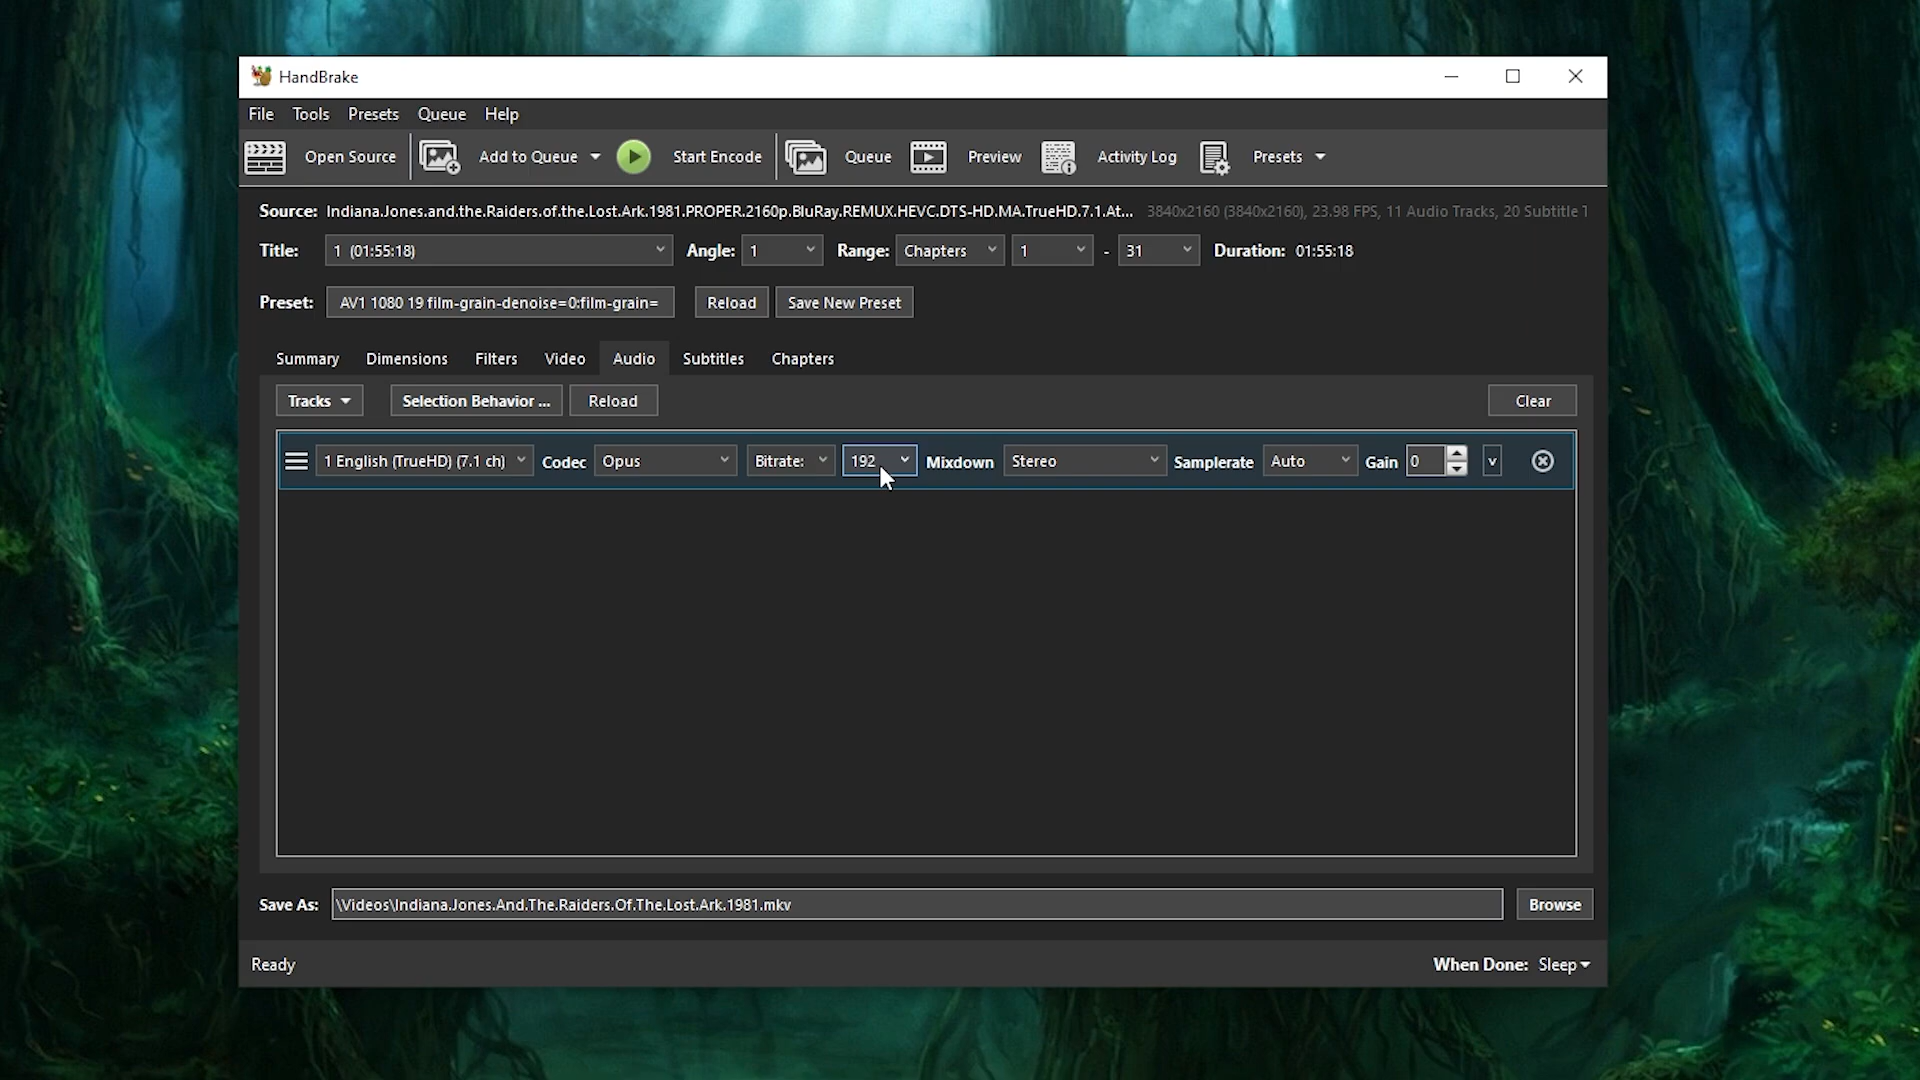 HandBrake
File Tools Presets Queue Help
Open Source Add to Queue Start Encode Queue Preview Activity Log Presets
Source: Indiana.Jones.and.the.Raiders.of.the.Lost.Ark.1981.PROPER.2160p.BluRay.REMUX.HEVC.DTS-HD.MA.TrueHD.7.1.At... 3840x2160 (3840x2160), 23.98 FPS, 11 Audio Tracks, 20 Subtitle T
Title: 1 (01:55:18) Angle: 1 Range: Chapters 1 - 31 Duration: 01:55:18
Preset: AV1 1080 19 film-grain-denoise=0:film-grain= Reload Save New Preset
Summary Dimensions Filters Video Audio Subtitles Chapters
Tracks Selection Behavior ... Reload Clear
1 English (TrueHD) (7.1 ch) Codec Opus Bitrate: 192 Mixdown Stereo Samplerate Auto Gain 0 v
Save As: \Videos\Indiana.Jones.And.The.Raiders.Of.The.Lost.Ark.1981.mkv Browse
Ready When Done: Sleep